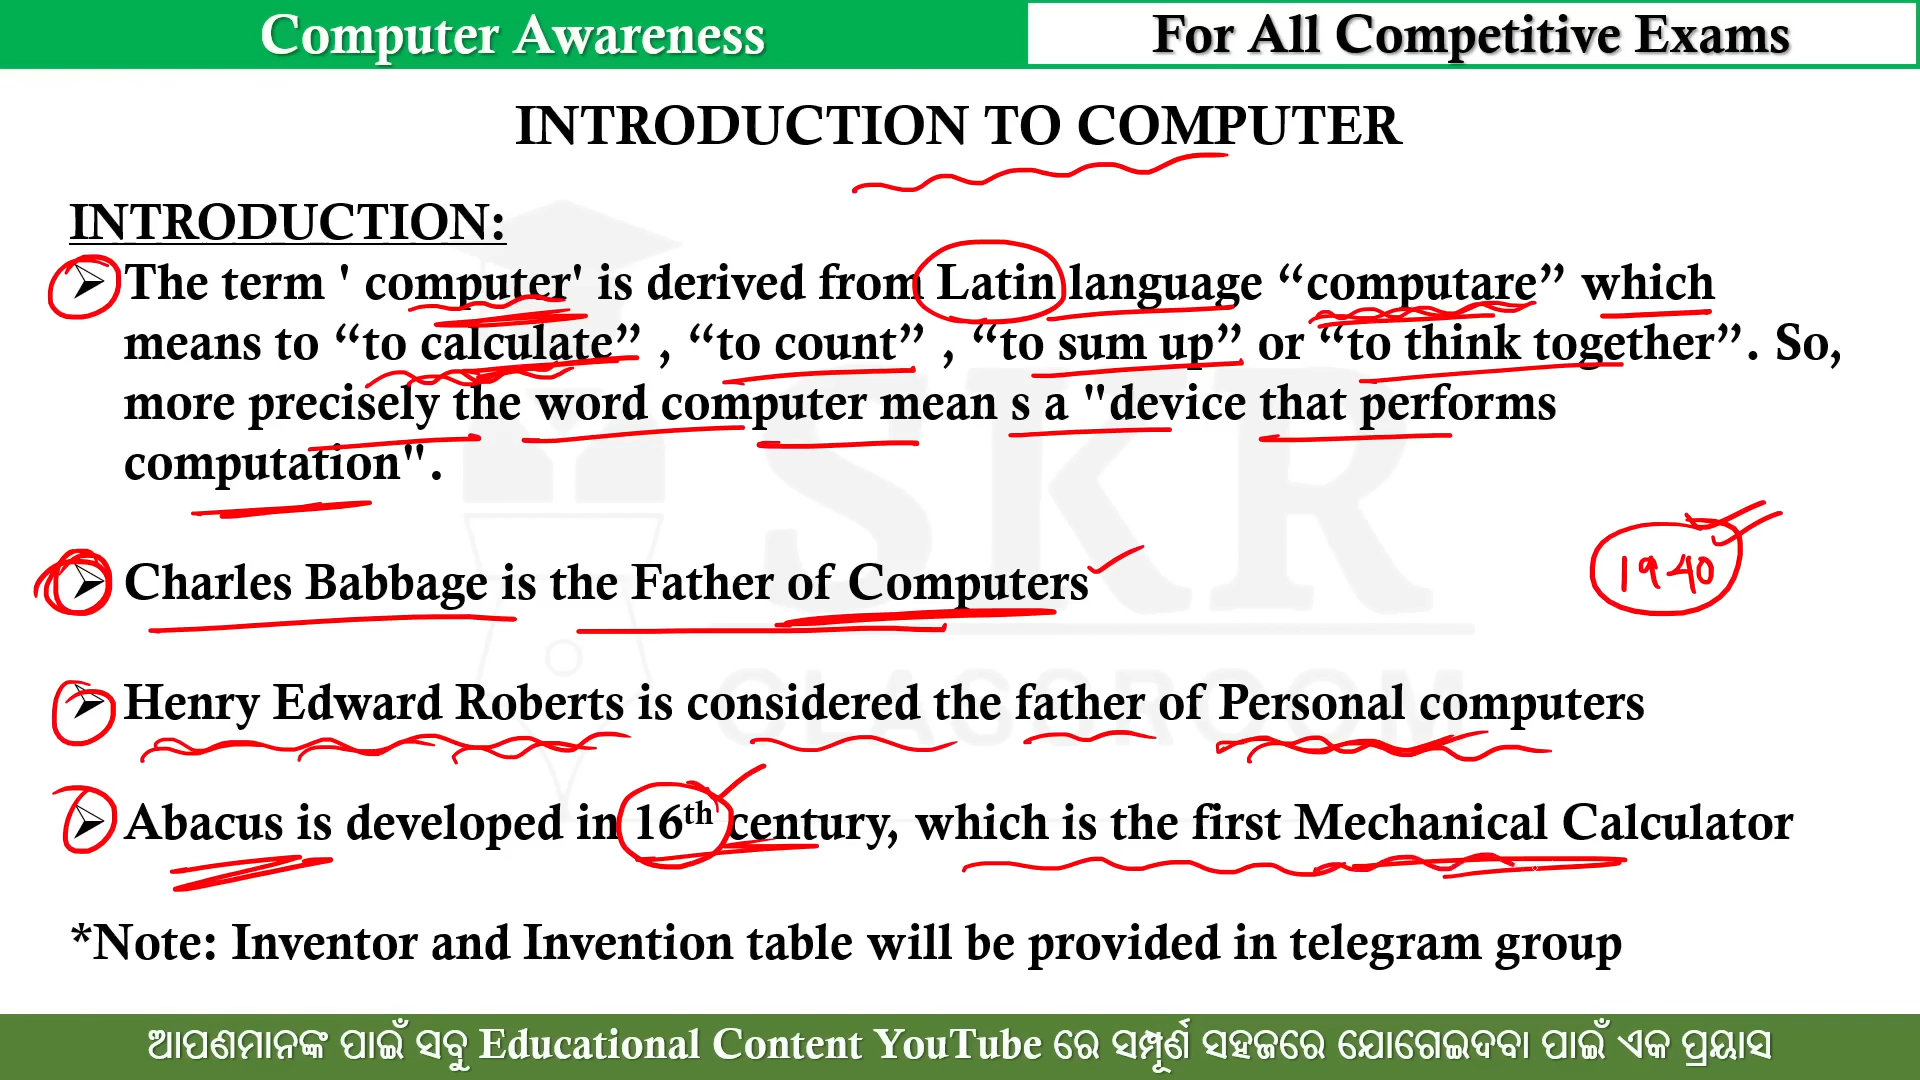 Computer Awareness
For All Competitive Exams
INTRODUCTION TO COMPUTER
INTRODUCTION:
➢ The term ' computer' is derived from Latin language “computare” which
means to “to calculate” , “to count” , “to sum up” or “to think together”. So,
more precisely the word computer mean s a "device that performs
computation".
1940
➢ Charles Babbage is the Father of Computers
➢ Henry Edward Roberts is considered the father of Personal computers
➢ Abacus is developed in 16th century, which is the first Mechanical Calculator
*Note: Inventor and Invention table will be provided in telegram group
SKR
CLASSROOM
ଆପଣମାନଙ୍କ ପାଇଁ ସବୁ Educational Content YouTube ରେ ସମ୍ପୂର୍ଣ ସହଜରେ ଯୋଗେଇଦବା ପାଇଁ ଏକ ପ୍ରୟାସ